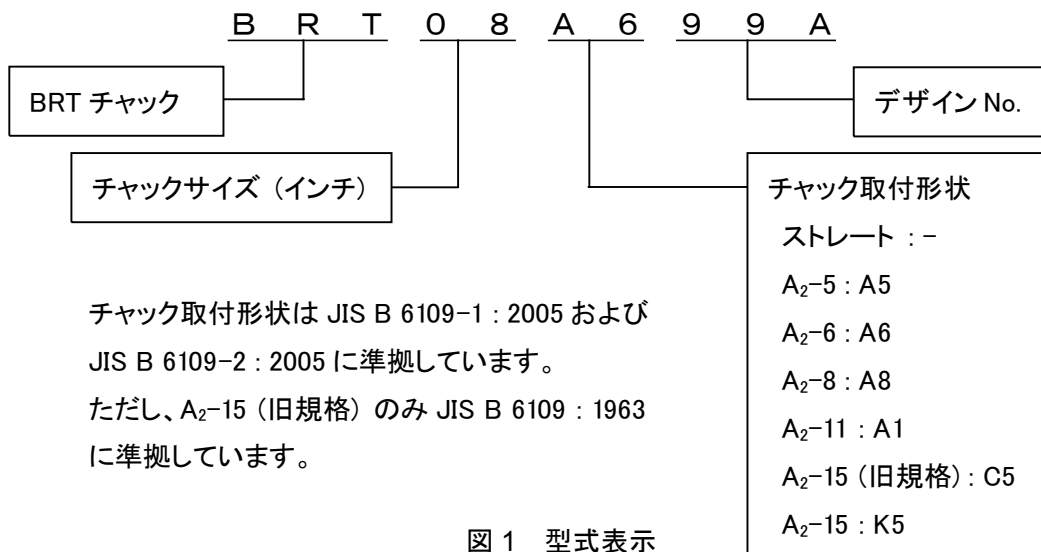 BRT08A699A
BRT チャック
デザイン No.
チャックサイズ (インチ)
チャック取付形状
ストレート : -
A₂-5 : A5
A₂-6 : A6
A₂-8 : A8
A₂-11 : A1
A₂-15 (旧規格) : C5
A₂-15 : K5
チャック取付形状は JIS B 6109-1 : 2005 および
JIS B 6109-2 : 2005 に準拠しています。
ただし、A₂-15 (旧規格) のみ JIS B 6109 : 1963
に準拠しています。
図 1 型式表示